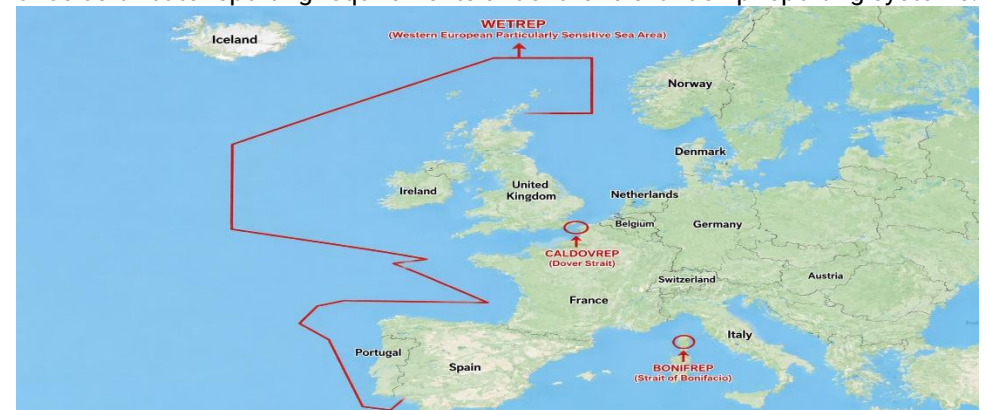 WETREP
(Western European Particularly Sensitive Sea Area)
Iceland
Norway
Denmark
Ireland
United
Kingdom
Netherlands
Belgium
Germany
CALDOVREP
(Dover Strait)
Switzerland
Austria
France
Italy
Portugal
Spain
BONIFREP
(Strait of Bonifacio)